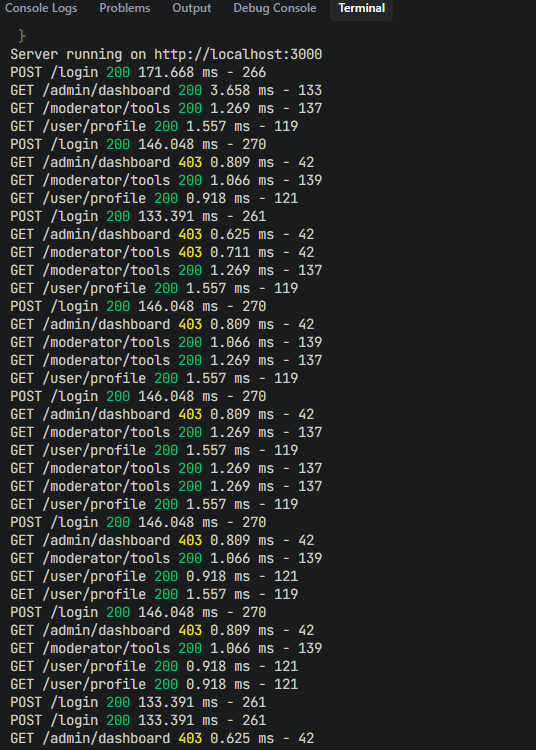 Console Logs Problems Output Debug Console Terminal
}
Server running on http://localhost:3000
POST /login 200 171.668 ms - 266
GET /admin/dashboard 200 3.658 ms - 133
GET /moderator/tools 200 1.269 ms - 137
GET /user/profile 200 1.557 ms - 119
POST /login 200 146.048 ms - 270
GET /admin/dashboard 403 0.809 ms - 42
GET /moderator/tools 200 1.066 ms - 139
GET /user/profile 200 0.918 ms - 121
POST /login 200 133.391 ms - 261
GET /admin/dashboard 403 0.625 ms - 42
GET /moderator/tools 403 0.711 ms - 42
GET /moderator/tools 200 1.269 ms - 137
GET /user/profile 200 1.557 ms - 119
POST /login 200 146.048 ms - 270
GET /admin/dashboard 403 0.809 ms - 42
GET /moderator/tools 200 1.066 ms - 139
GET /moderator/tools 200 1.269 ms - 137
GET /user/profile 200 1.557 ms - 119
POST /login 200 146.048 ms - 270
GET /admin/dashboard 403 0.809 ms - 42
GET /moderator/tools 200 1.269 ms - 137
GET /user/profile 200 1.557 ms - 119
GET /moderator/tools 200 1.269 ms - 137
GET /moderator/tools 200 1.269 ms - 137
GET /user/profile 200 1.557 ms - 119
POST /login 200 146.048 ms - 270
GET /admin/dashboard 403 0.809 ms - 42
GET /moderator/tools 200 1.066 ms - 139
GET /user/profile 200 0.918 ms - 121
GET /user/profile 200 1.557 ms - 119
POST /login 200 146.048 ms - 270
GET /admin/dashboard 403 0.809 ms - 42
GET /moderator/tools 200 1.066 ms - 139
GET /user/profile 200 0.918 ms - 121
GET /user/profile 200 0.918 ms - 121
POST /login 200 133.391 ms - 261
POST /login 200 133.391 ms - 261
GET /admin/dashboard 403 0.625 ms - 42